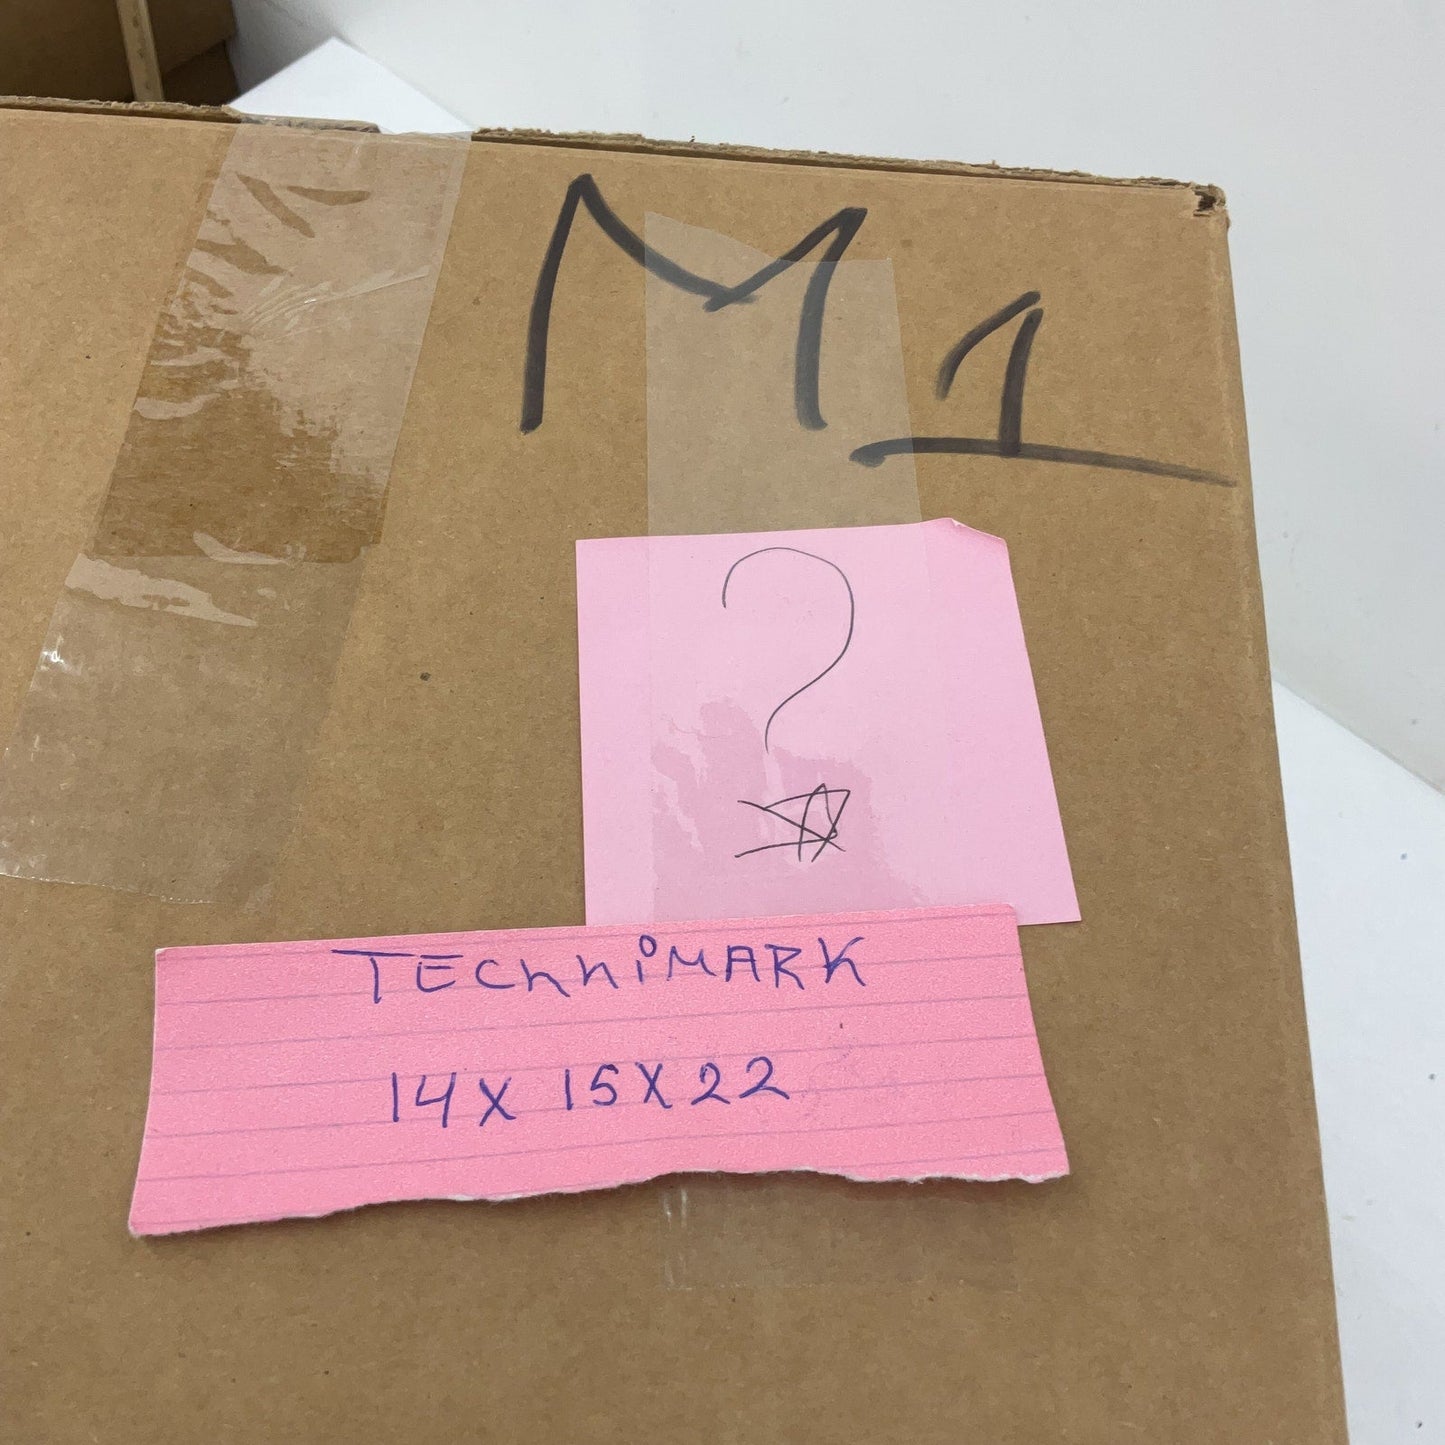 M1
?
TECHNIMARK
14X 15X22